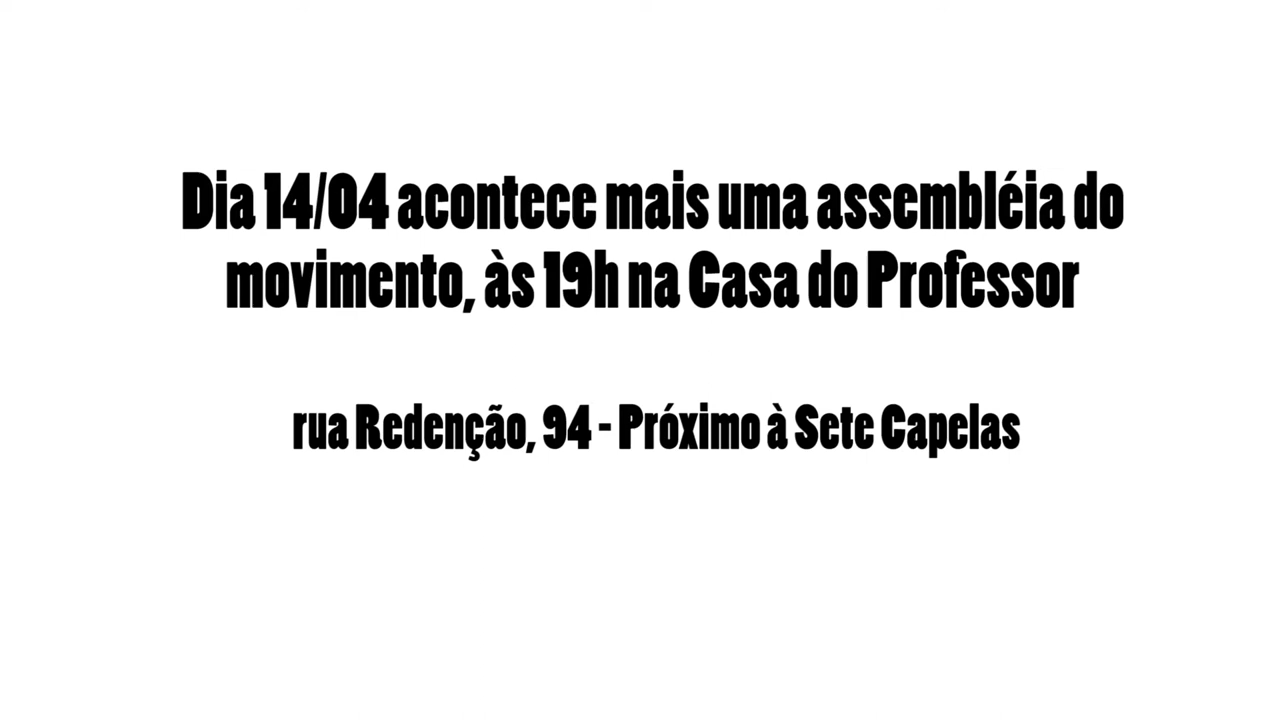 Dia 14/04 acontece mais uma assembléia do
movimento, às 19h na Casa do Professor
rua Redenção, 94 - Próximo à Sete Capelas